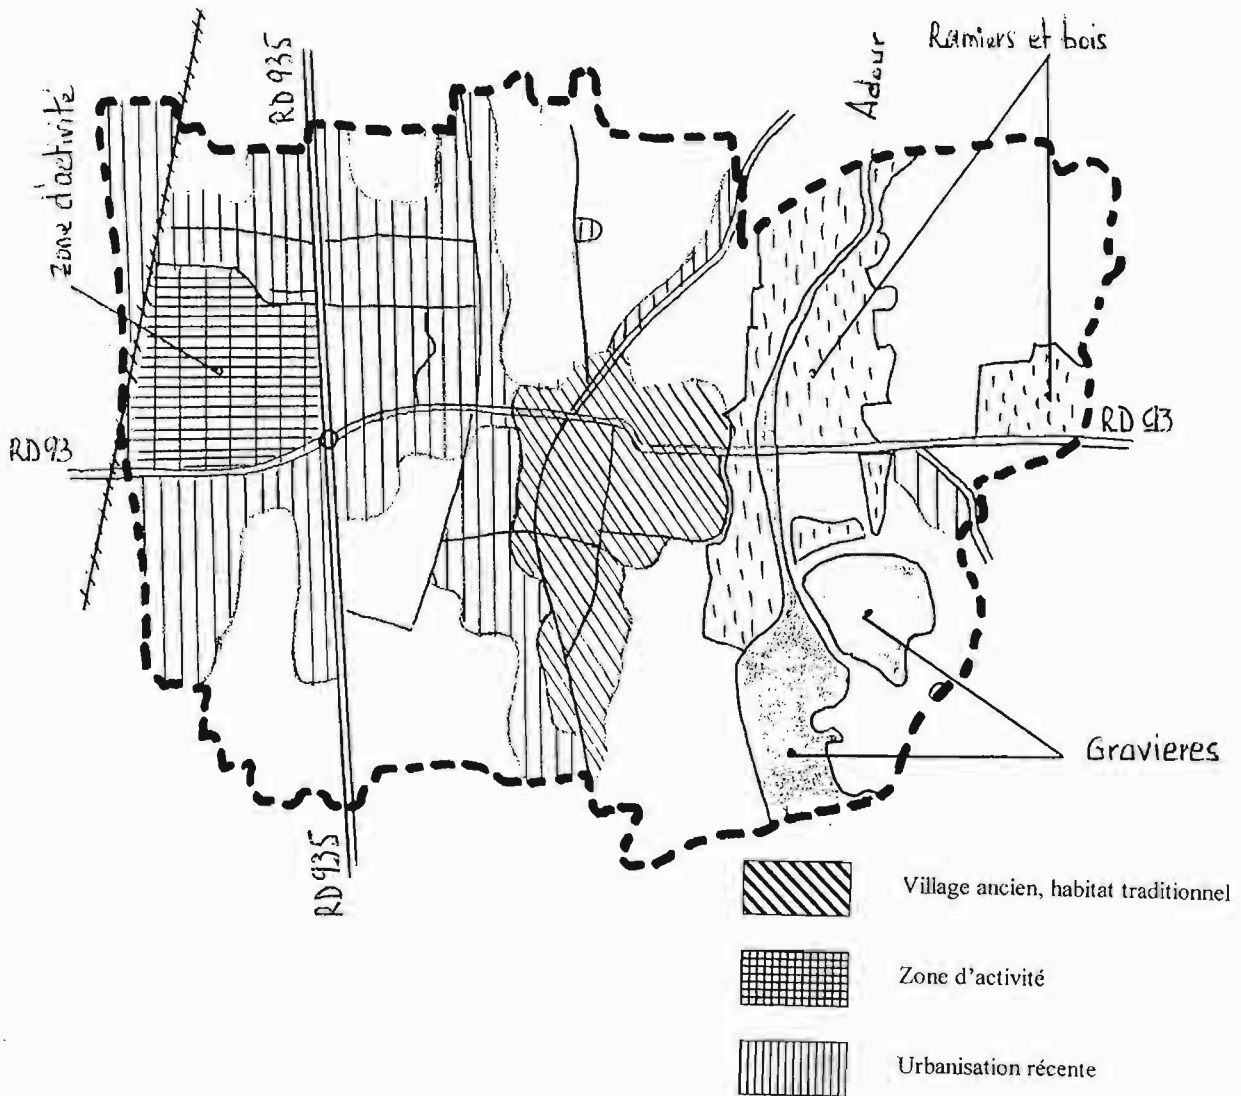 Ramiers et bois
Adour
RD 935
zone d'activité
RD 93
RD 93
Gravieres
RD 935
Village ancien, habitat traditionnel
Zone d'activité
Urbanisation récente